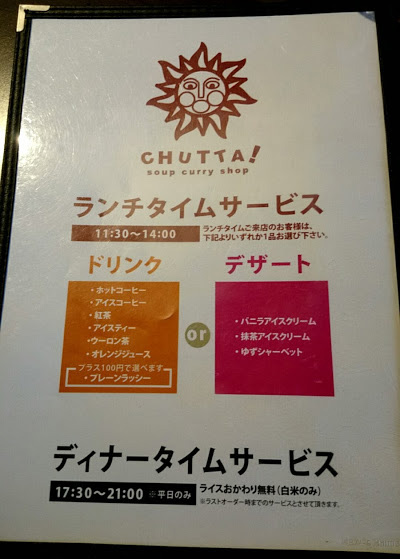 CHUTTA!
soup curry shop
ランチタイムサービス
11:30〜14:00
ランチタイムご来店のお客様は、
下記よりいずれか1品お選び下さい。
ドリンク
・ホットコーヒー
・アイスコーヒー
・紅茶
・アイスティー
・ウーロン茶
・オレンジジュース
プラス100円で選べます
・プレーンラッシー
or
デザート
・バニラアイスクリーム
・抹茶アイスクリーム
・ゆずシャーベット
ディナータイムサービス
17:30〜21:00 ※平日のみ
ライスおかわり無料(白米のみ)
※ラストオーダー時までのサービスとさせて頂きます。